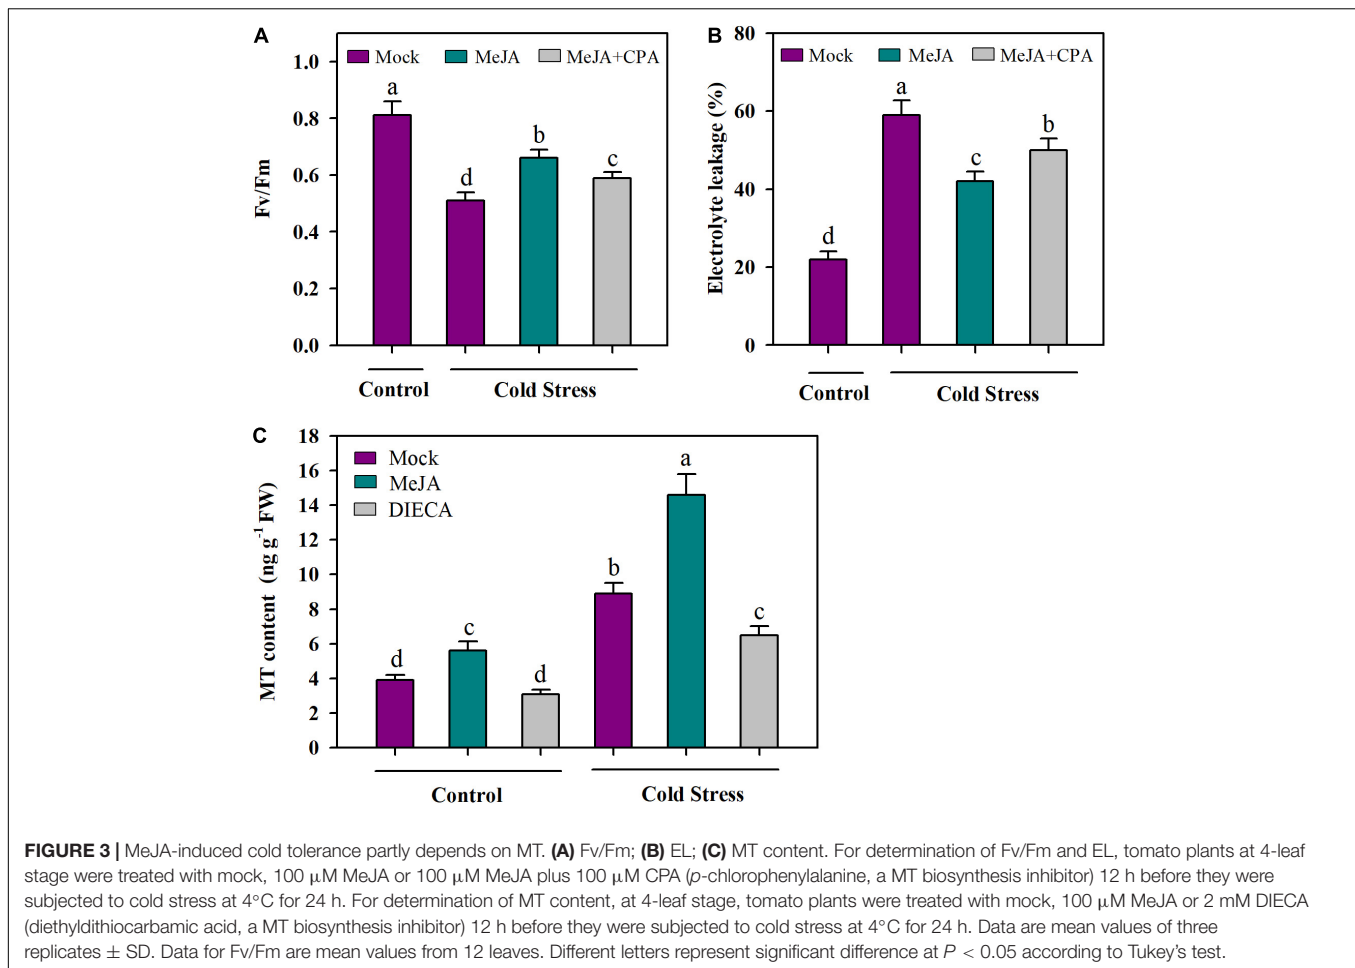 A
Mock MeJA MeJA+CPA
1.0
0.8
0.6
0.4
0.2
0.0
Fv/Fm
a
d
b
c
Control Cold Stress
B
Mock MeJA MeJA+CPA
80
60
40
20
0
Electrolyte leakage (%)
d
a
c
b
Control Cold Stress
C
Mock
MeJA
DIECA
18
16
14
12
10
8
6
4
2
0
MT content (ng g-1 FW)
d
c
d
b
a
c
Control Cold Stress
FIGURE 3 | MeJA-induced cold tolerance partly depends on MT. (A) Fv/Fm; (B) EL; (C) MT content. For determination of Fv/Fm and EL, tomato plants at 4-leaf
stage were treated with mock, 100 μM MeJA or 100 μM MeJA plus 100 μM CPA (p-chlorophenylalanine, a MT biosynthesis inhibitor) 12 h before they were
subjected to cold stress at 4°C for 24 h. For determination of MT content, at 4-leaf stage, tomato plants were treated with mock, 100 μM MeJA or 2 mM DIECA
(diethyldithiocarbamic acid, a MT biosynthesis inhibitor) 12 h before they were subjected to cold stress at 4°C for 24 h. Data are mean values of three
replicates ± SD. Data for Fv/Fm are mean values from 12 leaves. Different letters represent significant difference at P < 0.05 according to Tukey's test.